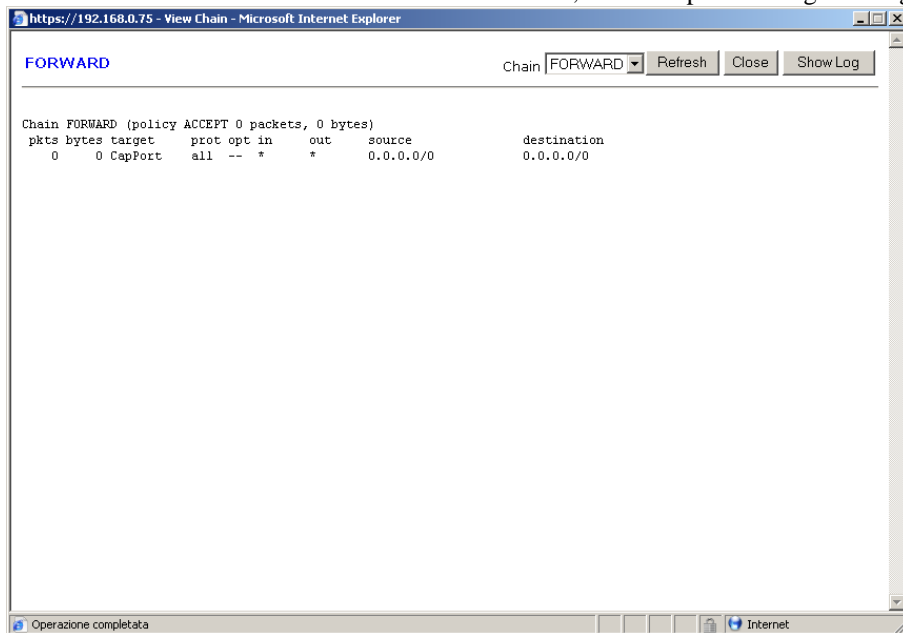 https://192.168.0.75 - View Chain - Microsoft Internet Explorer
FORWARD
Chain FORWARD Refresh Close Show Log
Chain FORWARD (policy ACCEPT 0 packets, 0 bytes)
pkts bytes target prot opt in out source destination
0 0 CapPort all -- * * 0.0.0.0/0 0.0.0.0/0
Operazione completata Internet